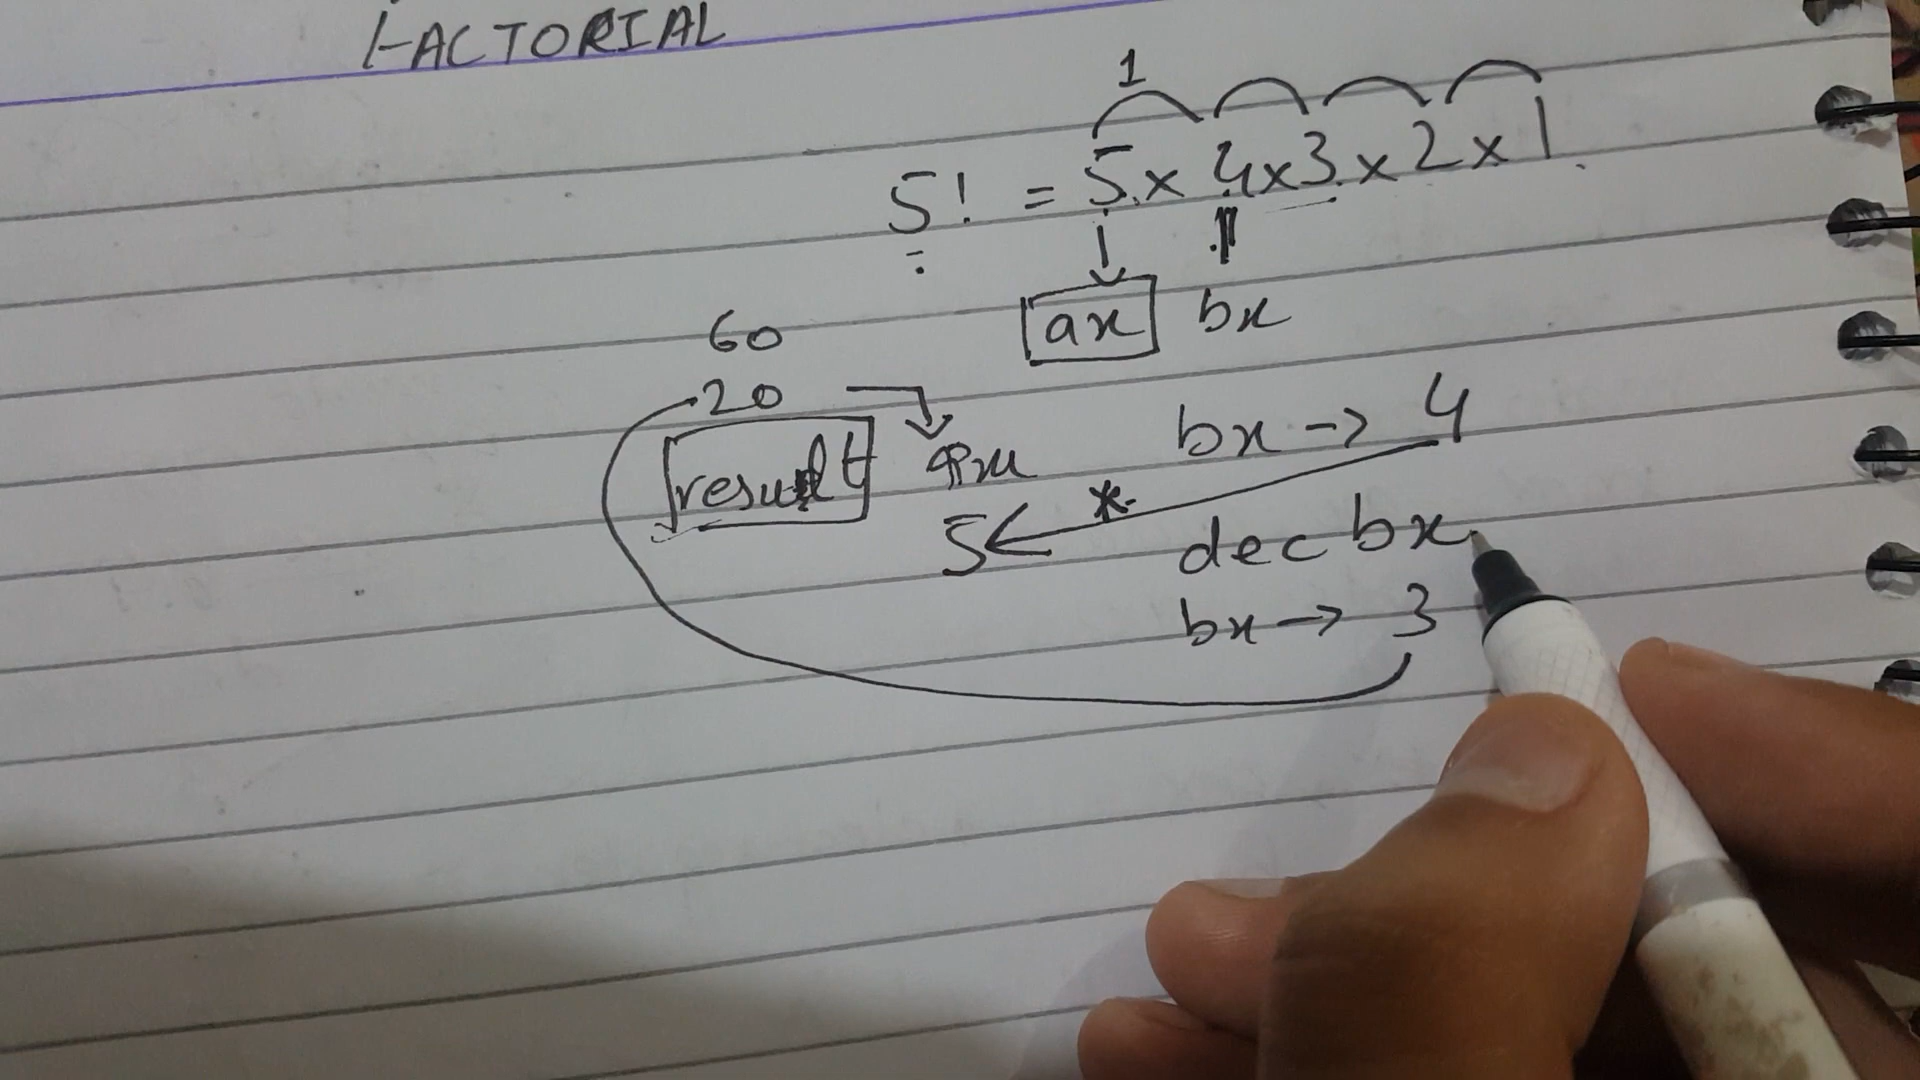 FACTORIAL
1
5! = 5 x 4 x 3 x 2 x 1
ax bx
60
20
result
bx -> 4
5 *
dec bx
bx -> 3